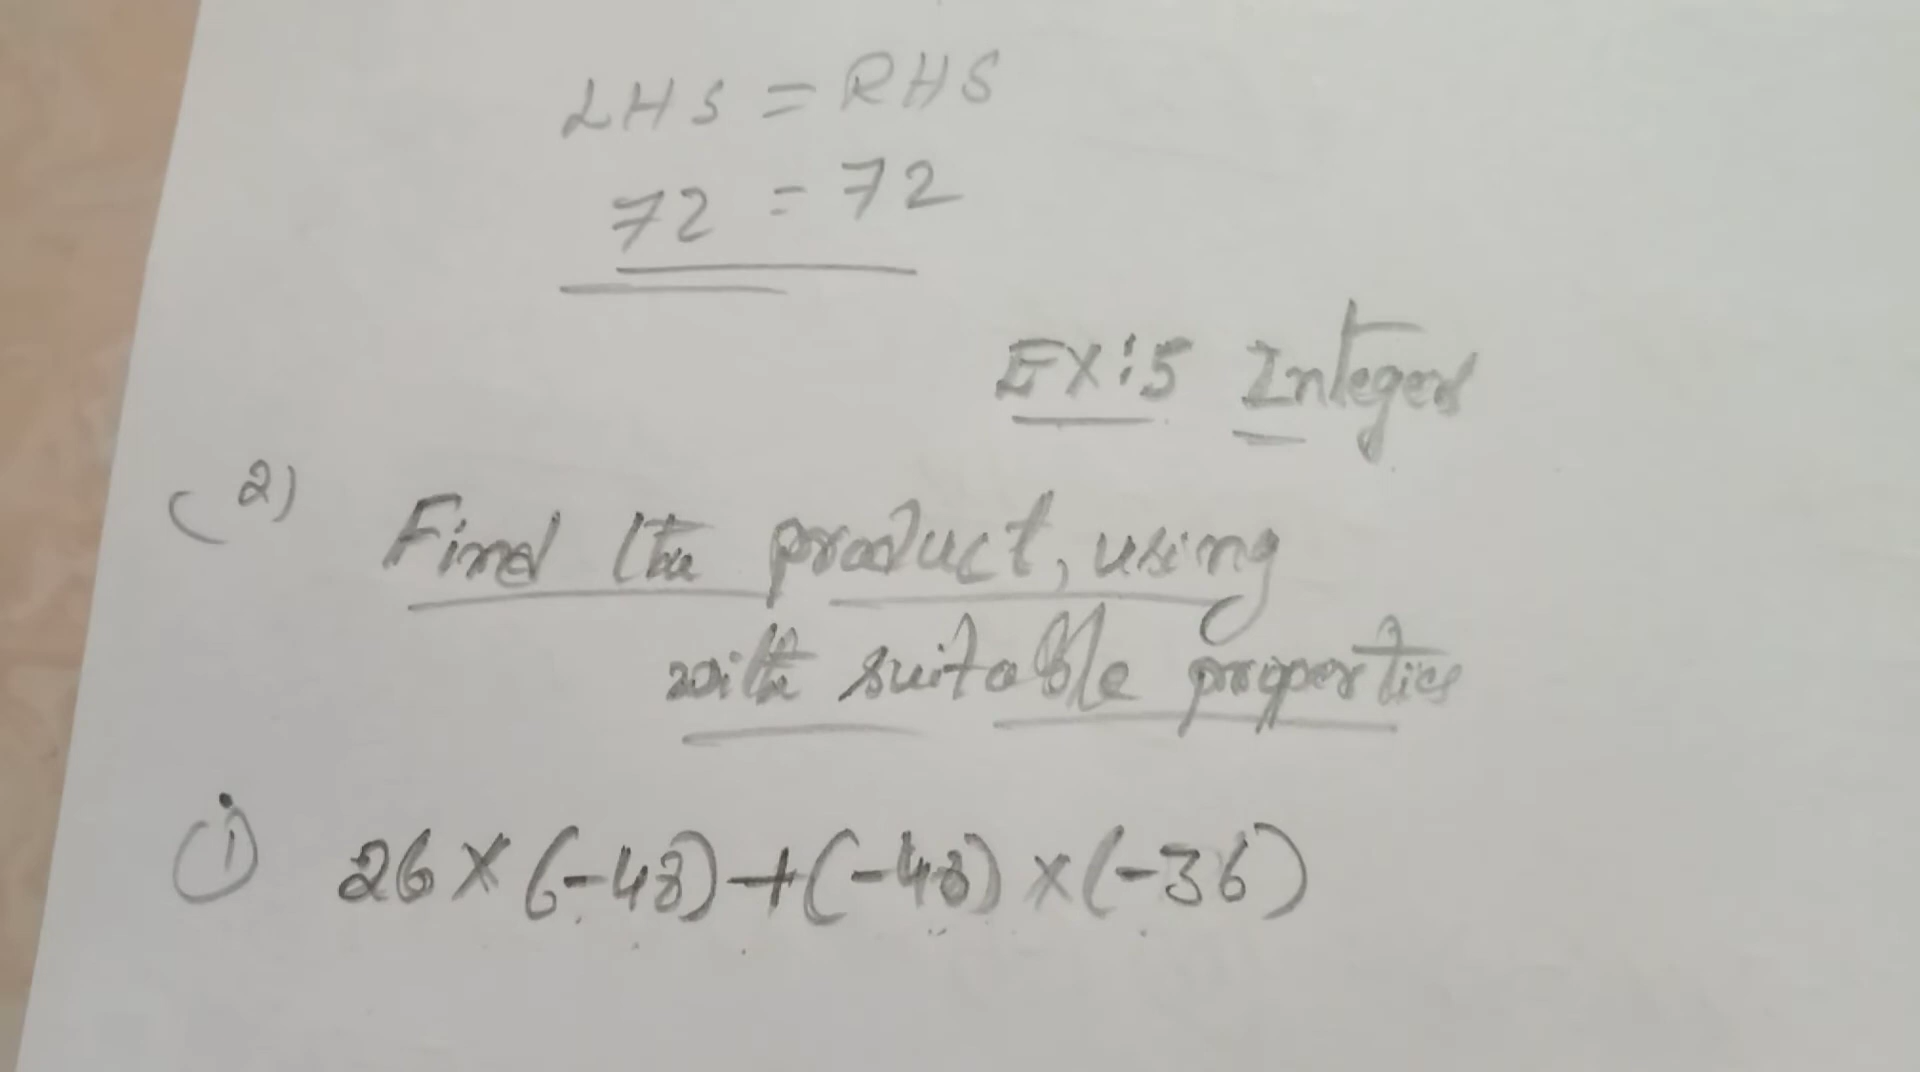 LHS = RHS
72 = 72
EX:5 Integers
(2)
Find the product, using
with suitable properties
(i) 26 × (-48) + (-48) × (-36)